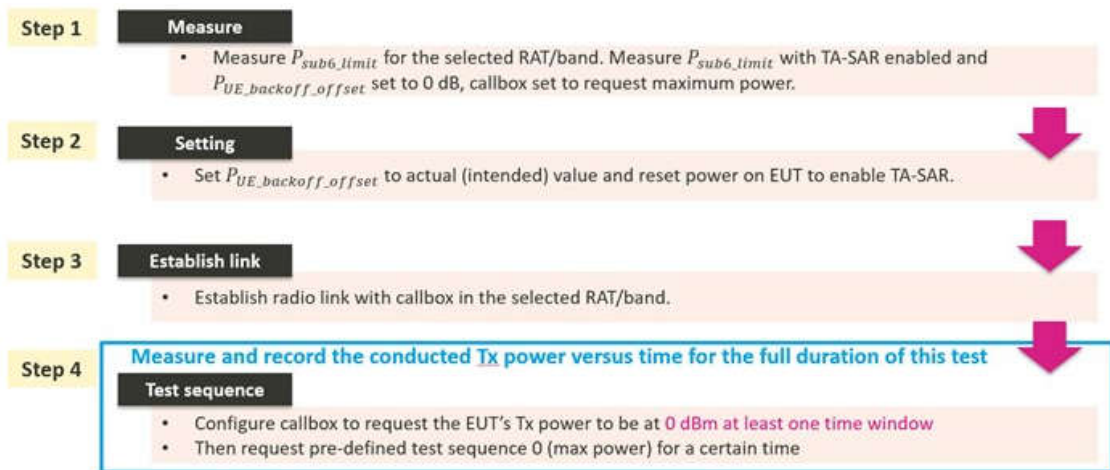 Step 1
Measure
• Measure P_sub6_limit for the selected RAT/band. Measure P_sub6_limit with TA-SAR enabled and
P_UE_backoff_offset set to 0 dB, callbox set to request maximum power.
Step 2
Setting
• Set P_UE_backoff_offset to actual (intended) value and reset power on EUT to enable TA-SAR.
Step 3
Establish link
• Establish radio link with callbox in the selected RAT/band.
Step 4
Measure and record the conducted Tx power versus time for the full duration of this test
Test sequence
• Configure callbox to request the EUT's Tx power to be at 0 dBm at least one time window
• Then request pre-defined test sequence 0 (max power) for a certain time